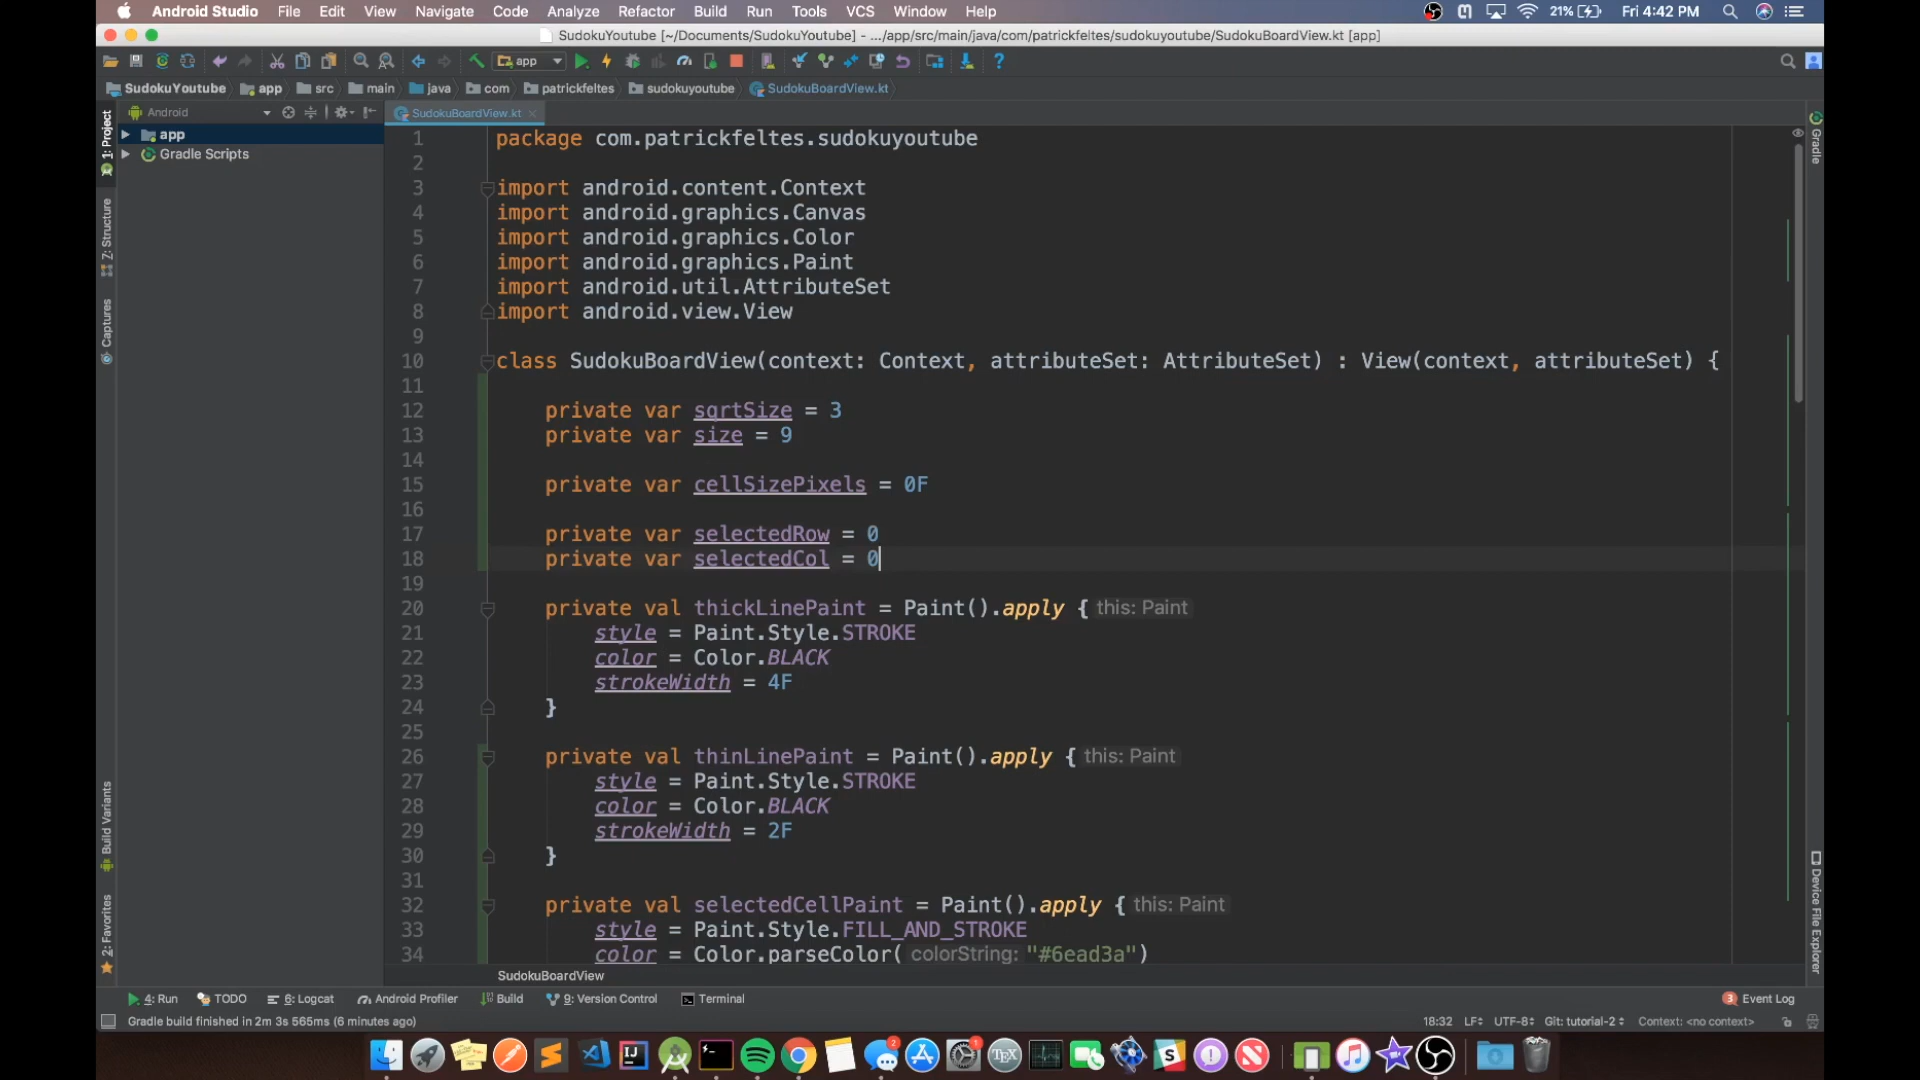 Android Studio File Edit View Navigate Code Analyze Refactor Build Run Tools VCS Window Help 21% Fri 4:42 PM
SudokuYoutube [~/Documents/SudokuYoutube] - .../app/src/main/java/com/patrickfeltes/sudokuyoutube/SudokuBoardView.kt [app]
app
SudokuYoutube app src main java com patrickfeltes sudokuyoutube SudokuBoardView.kt
Android
SudokuBoardView.kt
app
Gradle Scripts
1: Project
Z: Structure
Captures
Build Variants
2: Favorites
Gradle
Device File Explorer
1 package com.patrickfeltes.sudokuyoutube
2
3 import android.content.Context
4 import android.graphics.Canvas
5 import android.graphics.Color
6 import android.graphics.Paint
7 import android.util.AttributeSet
8 import android.view.View
9
10 class SudokuBoardView(context: Context, attributeSet: AttributeSet) : View(context, attributeSet) {
11
12 private var sqrtSize = 3
13 private var size = 9
14
15 private var cellSizePixels = 0F
16
17 private var selectedRow = 0
18 private var selectedCol = 0
19
20 private val thickLinePaint = Paint().apply { this: Paint
21 style = Paint.Style.STROKE
22 color = Color.BLACK
23 strokeWidth = 4F
24 }
25
26 private val thinLinePaint = Paint().apply { this: Paint
27 style = Paint.Style.STROKE
28 color = Color.BLACK
29 strokeWidth = 2F
30 }
31
32 private val selectedCellPaint = Paint().apply { this: Paint
33 style = Paint.Style.FILL_AND_STROKE
34 color = Color.parseColor( colorString: "#6ead3a")
SudokuBoardView
4: Run TODO 6: Logcat Android Profiler Build 9: Version Control Terminal 3 Event Log
Gradle build finished in 2m 3s 565ms (6 minutes ago) 18:32 LF UTF-8 Git: tutorial-2 Context: <no context>
2
1
TEX